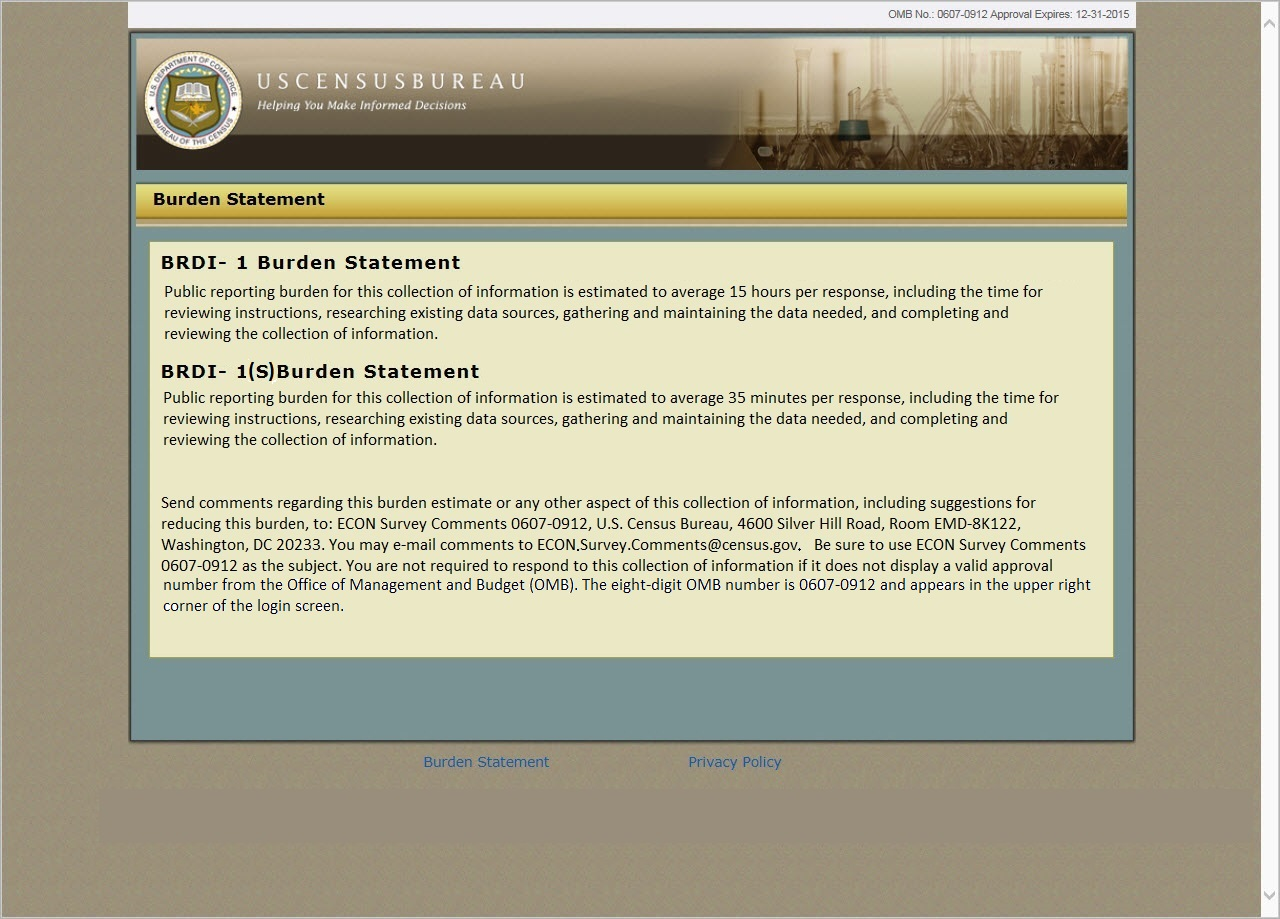 OMB No.: 0607-0912 Approval Expires: 12-31-2015
U.S. DEPARTMENT OF COMMERCE
BUREAU OF THE CENSUS
USCENSUSBUREAU
Helping You Make Informed Decisions
Burden Statement
BRDI- 1 Burden Statement
Public reporting burden for this collection of information is estimated to average 15 hours per response, including the time for
reviewing instructions, researching existing data sources, gathering and maintaining the data needed, and completing and
reviewing the collection of information.
BRDI- 1(S)Burden Statement
Public reporting burden for this collection of information is estimated to average 35 minutes per response, including the time for
reviewing instructions, researching existing data sources, gathering and maintaining the data needed, and completing and
reviewing the collection of information.
Send comments regarding this burden estimate or any other aspect of this collection of information, including suggestions for
reducing this burden, to: ECON Survey Comments 0607-0912, U.S. Census Bureau, 4600 Silver Hill Road, Room EMD-8K122,
Washington, DC 20233. You may e-mail comments to ECON.Survey.Comments@census.gov. Be sure to use ECON Survey Comments
0607-0912 as the subject. You are not required to respond to this collection of information if it does not display a valid approval
number from the Office of Management and Budget (OMB). The eight-digit OMB number is 0607-0912 and appears in the upper right
corner of the login screen.
Burden Statement Privacy Policy